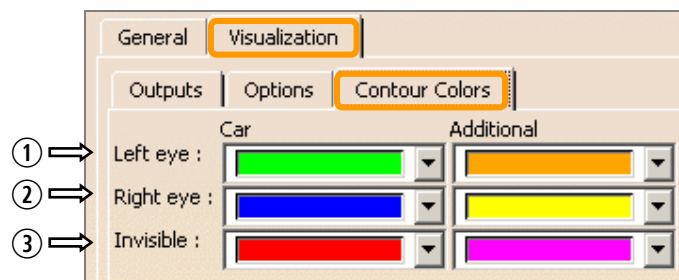 General Visualization
Outputs Options Contour Colors
Car Additional
① Left eye :
② Right eye :
③ Invisible :